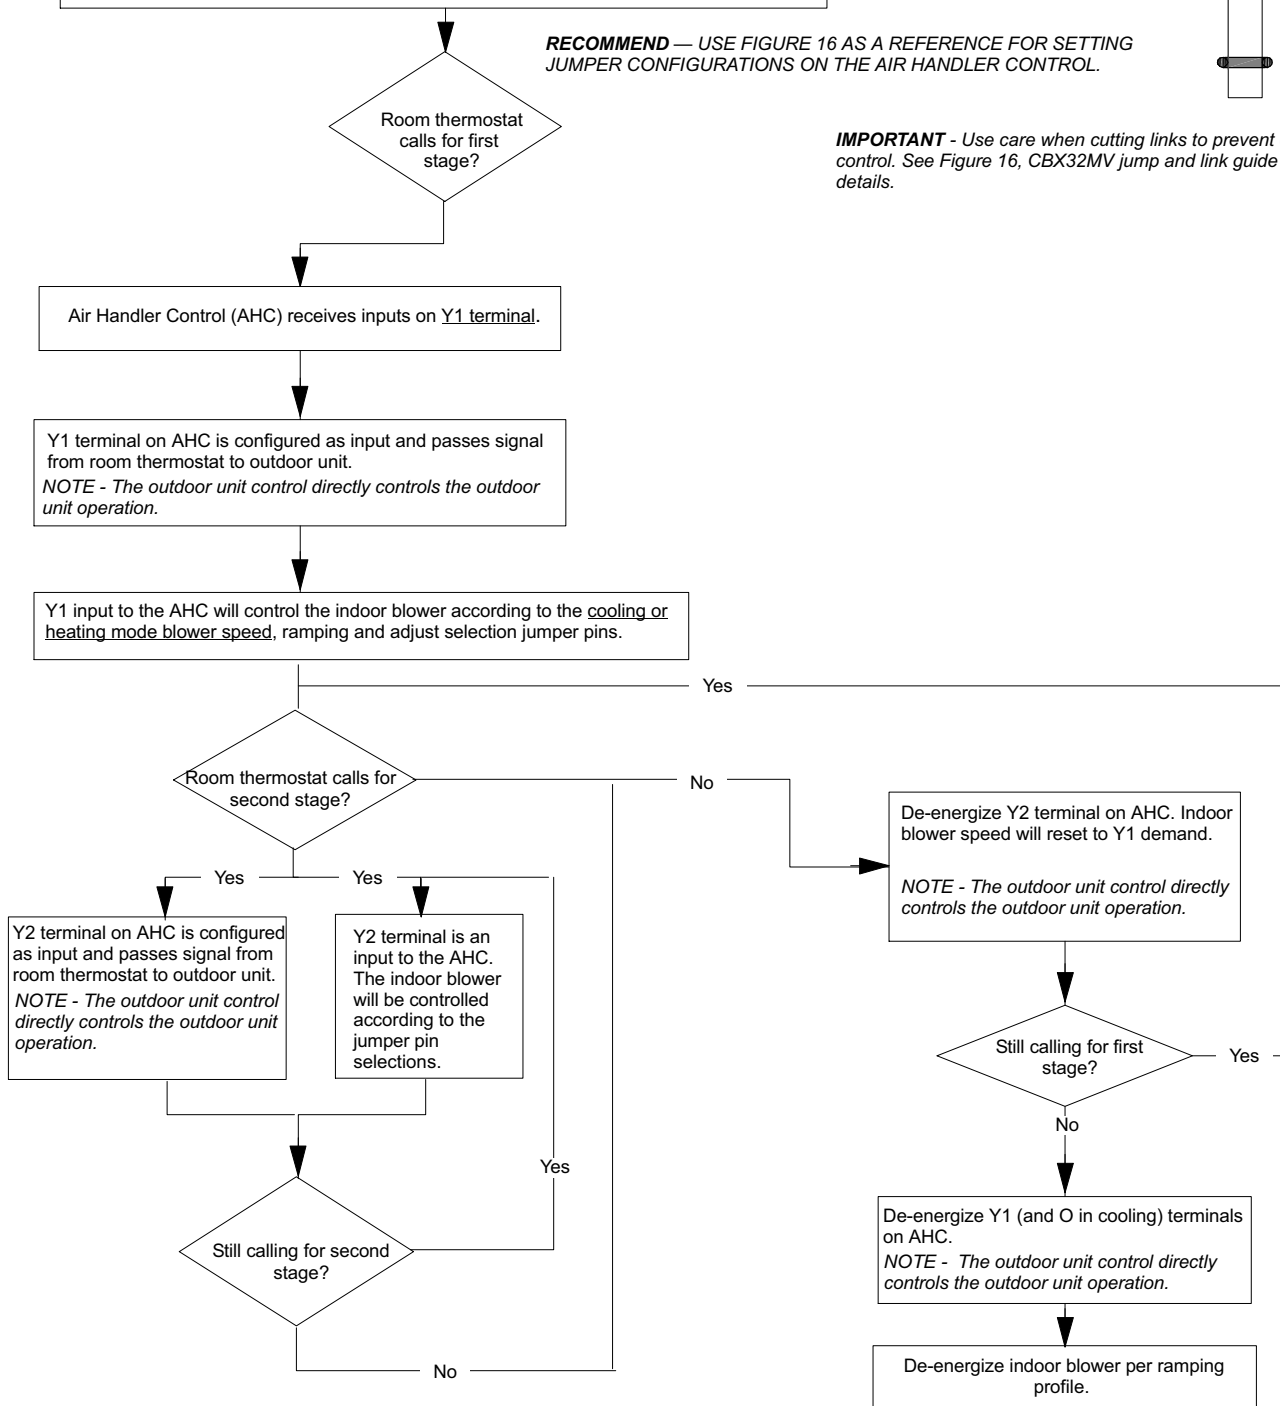 RECOMMEND — USE FIGURE 16 AS A REFERENCE FOR SETTING
JUMPER CONFIGURATIONS ON THE AIR HANDLER CONTROL.
Room thermostat
calls for first
stage?
IMPORTANT - Use care when cutting links to prevent
control. See Figure 16, CBX32MV jump and link guide
details.
Air Handler Control (AHC) receives inputs on Y1 terminal.
Y1 terminal on AHC is configured as input and passes signal
from room thermostat to outdoor unit.
NOTE - The outdoor unit control directly controls the outdoor
unit operation.
Y1 input to the AHC will control the indoor blower according to the cooling or
heating mode blower speed, ramping and adjust selection jumper pins.
Yes
Room thermostat calls for
second stage?
No
De-energize Y2 terminal on AHC. Indoor
blower speed will reset to Y1 demand.
NOTE - The outdoor unit control directly
controls the outdoor unit operation.
Yes
Yes
Y2 terminal on AHC is configured
as input and passes signal from
room thermostat to outdoor unit.
NOTE - The outdoor unit control
directly controls the outdoor unit
operation.
Y2 terminal is an
input to the AHC.
The indoor blower
will be controlled
according to the
jumper pin
selections.
Still calling for first
stage?
Yes
No
Yes
Still calling for second
stage?
No
De-energize Y1 (and O in cooling) terminals
on AHC.
NOTE -  The outdoor unit control directly
controls the outdoor unit operation.
De-energize indoor blower per ramping
profile.